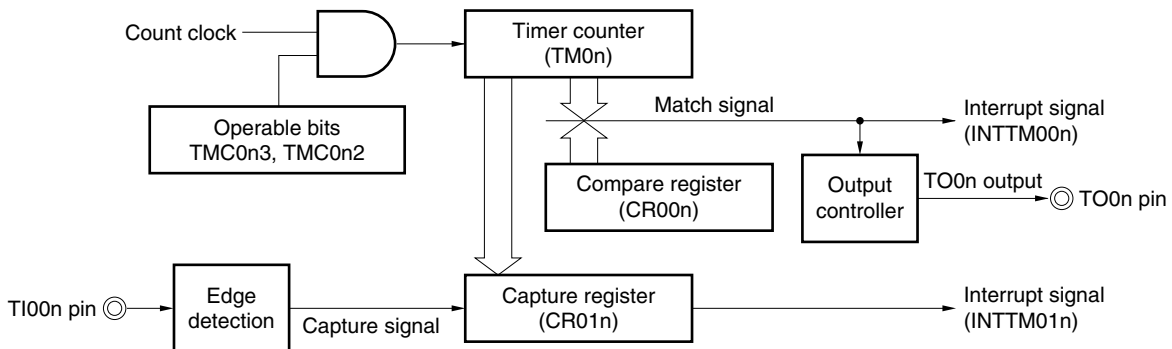 Count clock
Timer counter
(TM0n)
Operable bits
TMC0n3, TMC0n2
Match signal
Interrupt signal
(INTTM00n)
Compare register
(CR00n)
Output
controller
TO0n output
TO0n pin
TI00n pin
Edge
detection
Capture signal
Capture register
(CR01n)
Interrupt signal
(INTTM01n)